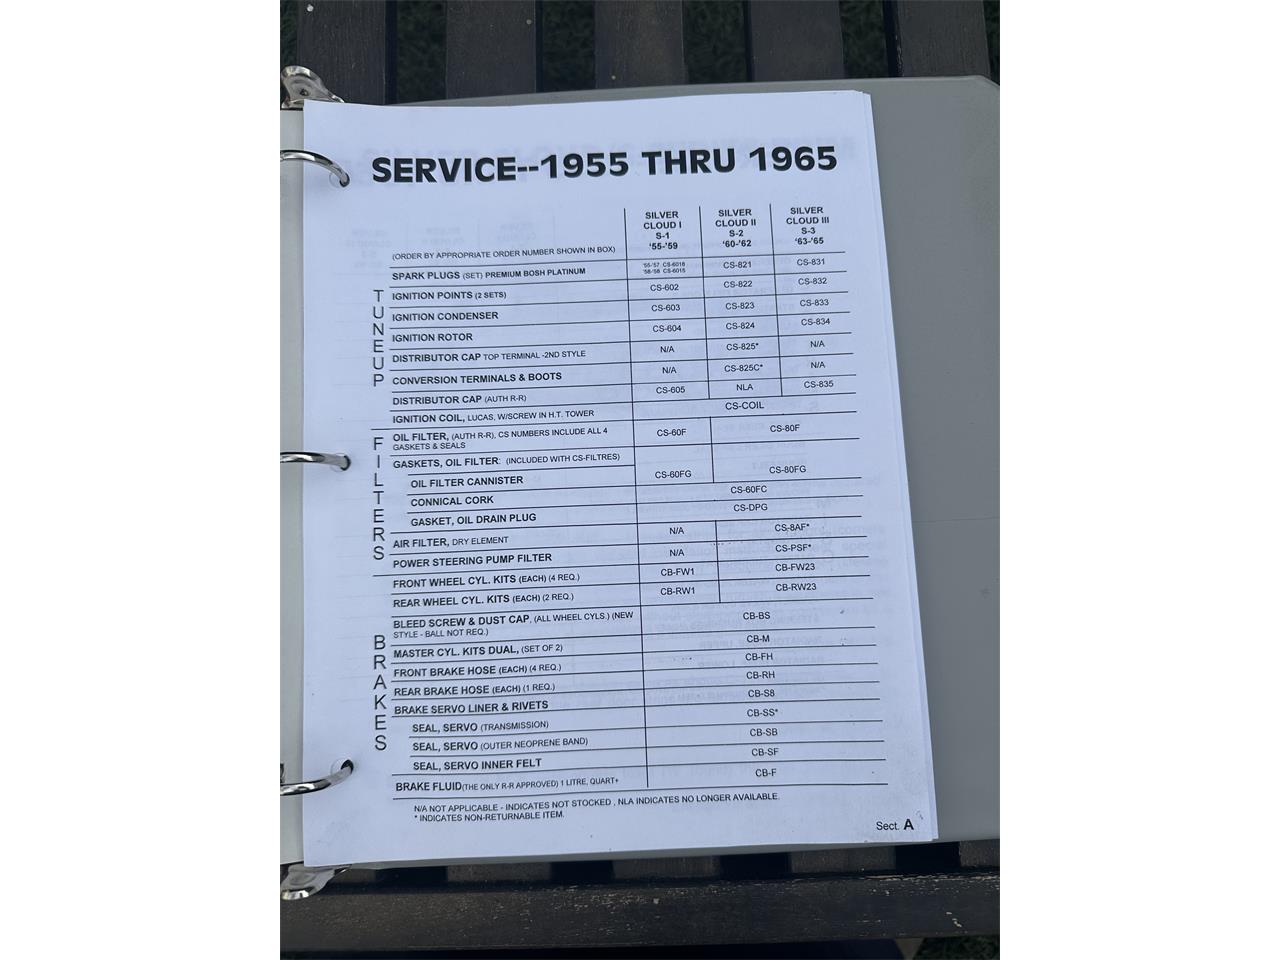 SERVICE--1955 THRU 1965
SILVER CLOUD I S-1 '55-'59
SILVER CLOUD II S-2 '60-'62
SILVER CLOUD III S-3 '63-'65
(ORDER BY APPROPRIATE ORDER NUMBER SHOWN IN BOX)
TUNEUP
SPARK PLUGS (SET) PREMIUM BOSH PLATINUM CS-821 CS-831
IGNITION POINTS (2 SETS) CS-602 CS-822 CS-832
IGNITION CONDENSER CS-603 CS-823 CS-833
IGNITION ROTOR CS-604 CS-824 CS-834
DISTRIBUTOR CAP TOP TERMINAL -2ND STYLE N/A CS-825* N/A
CONVERSION TERMINALS & BOOTS N/A CS-825C* N/A
DISTRIBUTOR CAP (AUTH R-R) CS-605 NLA CS-835
IGNITION COIL, LUCAS, W/SCREW IN H.T. TOWER CS-COIL
FILTERS
OIL FILTER, (AUTH R-R), CS NUMBERS INCLUDE ALL 4 CS-60F CS-80F
GASKETS & SEALS
GASKETS, OIL FILTER: (INCLUDED WITH CS-FILTRES)
OIL FILTER CANNISTER CS-60FG CS-80FG
CONNICAL CORK CS-60FC
GASKET, OIL DRAIN PLUG CS-DPG
AIR FILTER, DRY ELEMENT N/A CS-8AF*
POWER STEERING PUMP FILTER N/A CS-PSF*
BRAKES
FRONT WHEEL CYL. KITS (EACH) (4 REQ.) CB-FW1 CB-FW23
REAR WHEEL CYL. KITS (EACH) (2 REQ.) CB-RW1 CB-RW23
BLEED SCREW & DUST CAP, (ALL WHEEL CYLS.) (NEW CB-BS
STYLE - BALL NOT REQ.)
MASTER CYL. KITS DUAL, (SET OF 2) CB-M
FRONT BRAKE HOSE (EACH) (4 REQ.) CB-FH
REAR BRAKE HOSE (EACH) (1 REQ.) CB-RH
BRAKE SERVO LINER & RIVETS CB-S8
SEAL, SERVO (TRANSMISSION) CB-SS*
SEAL, SERVO (OUTER NEOPRENE BAND) CB-SB
SEAL, SERVO INNER FELT CB-SF
BRAKE FLUID(THE ONLY R-R APPROVED) 1 LITRE, QUART+ CB-F
N/A NOT APPLICABLE - INDICATES NOT STOCKED , NLA INDICATES NO LONGER AVAILABLE.
* INDICATES NON-RETURNABLE ITEM.
Sect. A